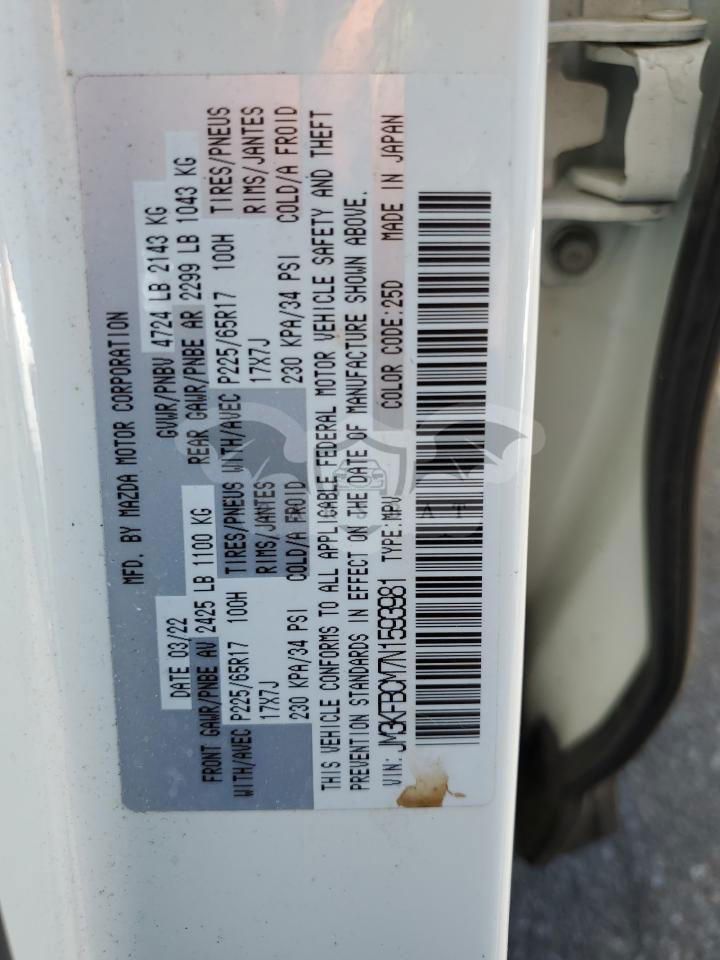 MFD. BY MAZDA MOTOR CORPORATION
DATE 03/22 GVWR/PNBV 4724 LB 2143 KG
FRONT GAWR/PNBE AV 2425 LB 1100 KG REAR GAWR/PNBE AR 2299 LB 1043 KG
WITH/AVEC P225/65R17 100H TIRES/PNEUS WITH/AVEC P225/65R17 100H TIRES/PNEUS
17X7J RIMS/JANTES 17X7J RIMS/JANTES
230 KPA/34 PSI COLD/A FROID 230 KPA/34 PSI COLD/A FROID
THIS VEHICLE CONFORMS TO ALL APPLICABLE FEDERAL MOTOR VEHICLE SAFETY AND THEFT
PREVENTION STANDARDS IN EFFECT ON THE DATE OF MANUFACTURE SHOWN ABOVE.
VIN: JM3KFBCM7N1593981 TYPE:MPV COLOR CODE:25D MADE IN JAPAN